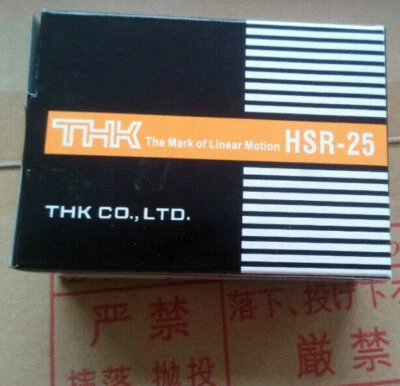 THK The Mark of Linear Motion HSR-25
THK CO., LTD.
严禁
摔落 抛投
落下、投げ下
厳禁